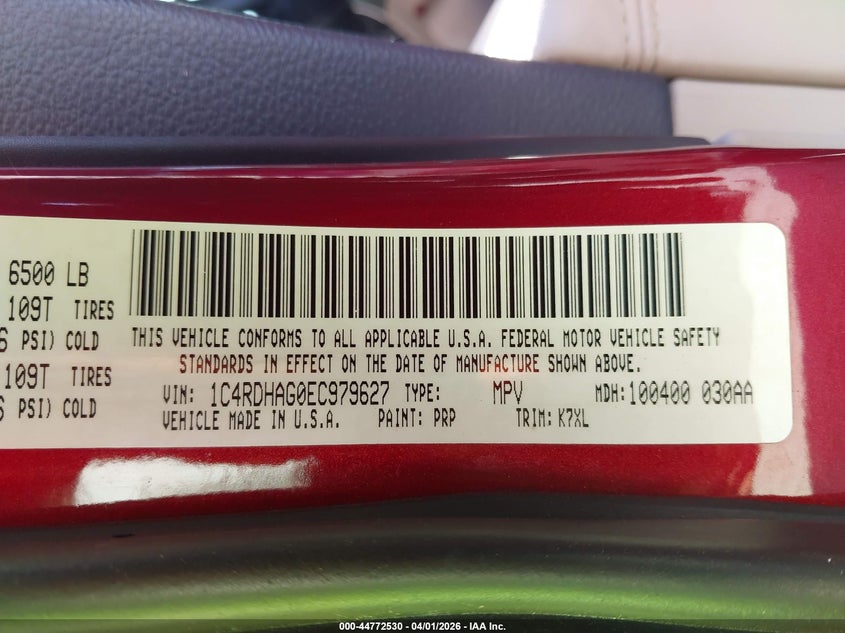 6500 LB
109T TIRES
PSI) COLD
109T TIRES
PSI) COLD
THIS VEHICLE CONFORMS TO ALL APPLICABLE U.S.A. FEDERAL MOTOR VEHICLE SAFETY
STANDARDS IN EFFECT ON THE DATE OF MANUFACTURE SHOWN ABOVE.
VIN: 1C4RDHAG0EC979627 TYPE: MPV MDH: 100400 030AA
VEHICLE MADE IN U.S.A. PAINT: PRP TRIM: K7XL
000-44772530 - 04/01/2026 - IAA Inc.